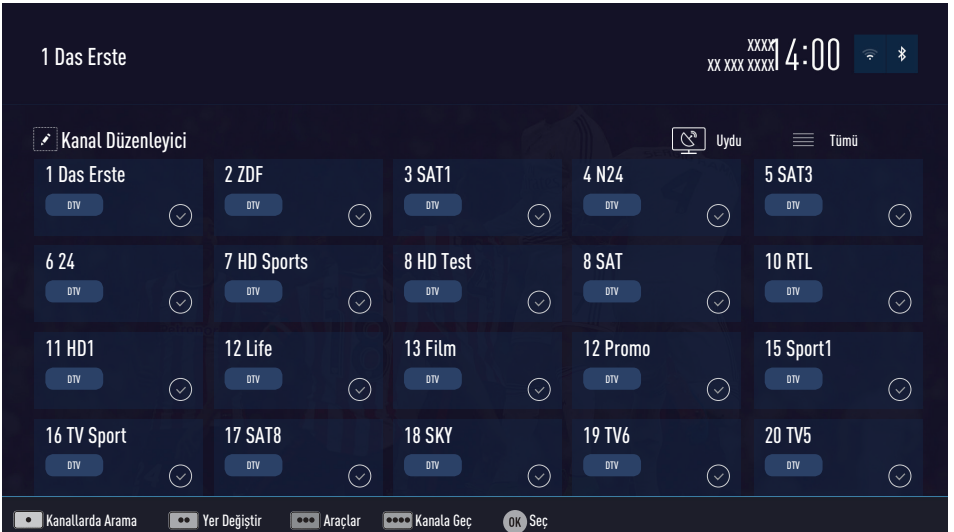 1 Das Erste
XXXX
XX XXX XXXX
14:00
Kanal Düzenleyici
Uydu
Tümü
1 Das Erste
DTV
2 ZDF
DTV
3 SAT1
DTV
4 N24
DTV
5 SAT3
DTV
6 24
DTV
7 HD Sports
DTV
8 HD Test
DTV
8 SAT
DTV
10 RTL
DTV
11 HD1
DTV
12 Life
DTV
13 Film
DTV
12 Promo
DTV
15 Sport1
DTV
16 TV Sport
DTV
17 SAT8
DTV
18 SKY
DTV
19 TV6
DTV
20 TV5
DTV
Kanallarda Arama
Yer Değiştir
Araçlar
Kanala Geç
OK Seç